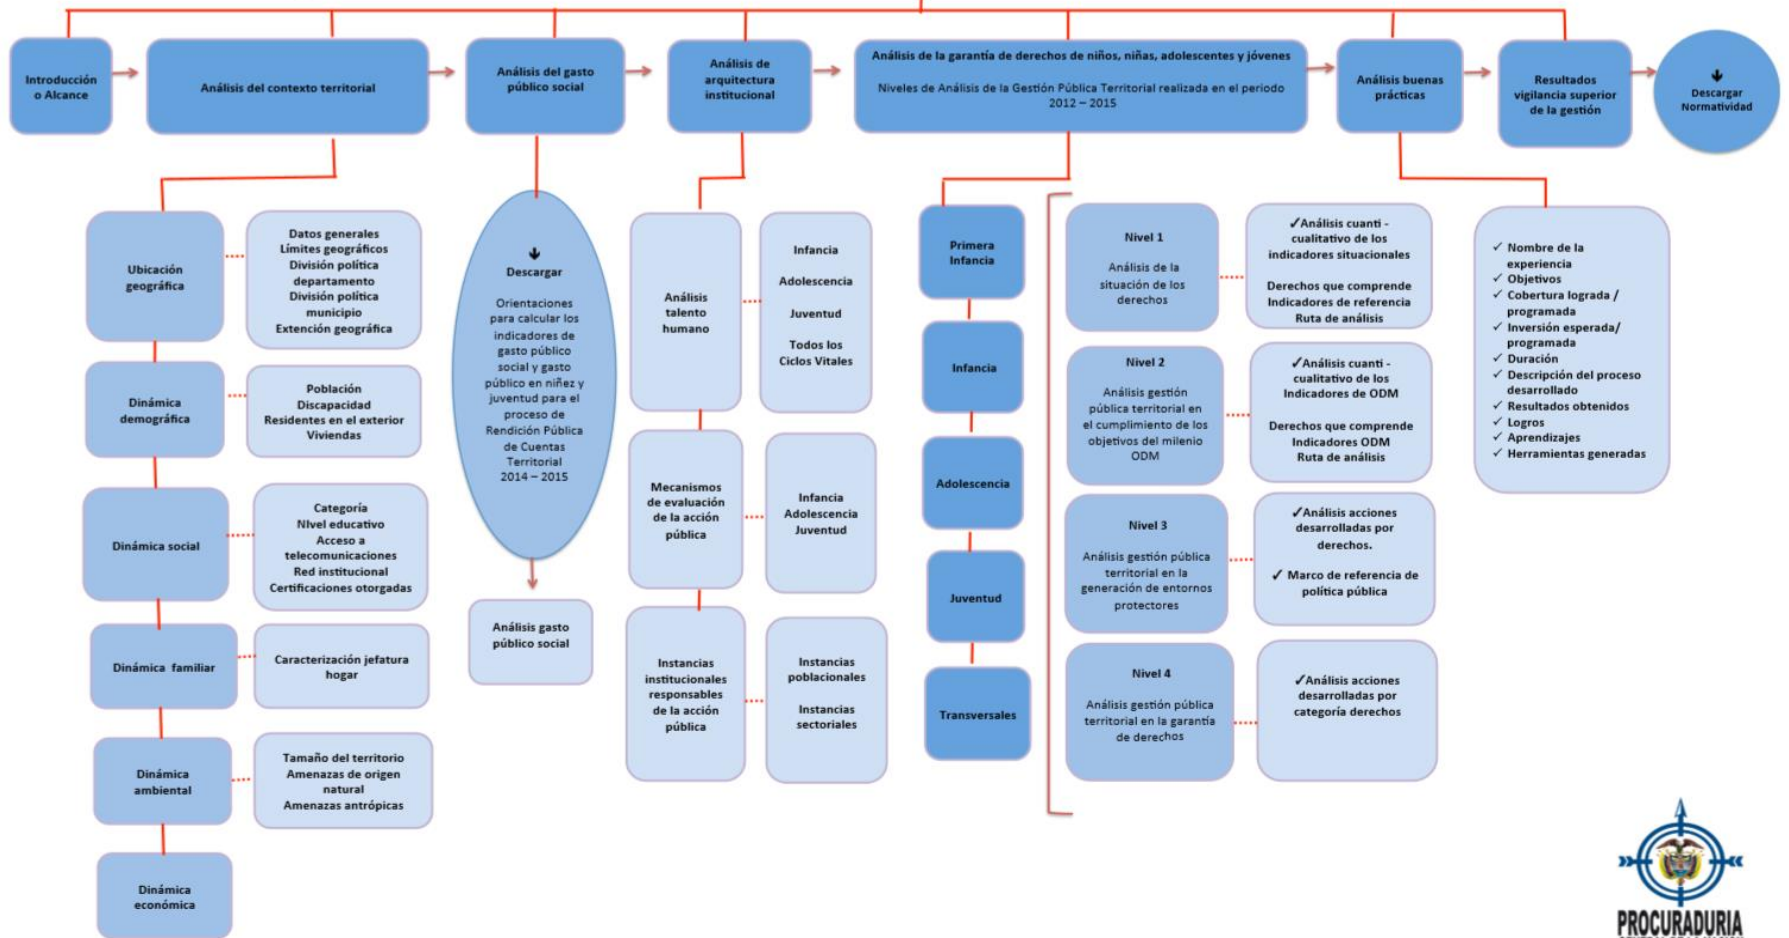 Introducción
o Alcance
Análisis del contexto territorial
Análisis del gasto
público social
Análisis de
arquitectura
institucional
Análisis de la garantía de derechos de niños, niñas, adolescentes y jóvenes
Niveles de Análisis de la Gestión Pública Territorial realizada en el periodo
2012 – 2015
Análisis buenas
prácticas
Resultados
vigilancia superior
de la gestión
Descargar
Normatividad
Ubicación
geográfica
Datos generales
Límites geográficos
División política
departamento
División política
municipio
Extención geográfica
Dinámica
demográfica
Población
Discapacidad
Residentes en el exterior
Viviendas
Dinámica social
Categoría
NIvel educativo
Acceso a
telecomunicaciones
Red institucional
Certificaciones otorgadas
Dinámica familiar
Caracterización jefatura
hogar
Dinámica
ambiental
Tamaño del territorio
Amenazas de origen
natural
Amenazas antrópicas
Dinámica
económica
Descargar
Orientaciones
para calcular los
indicadores de
gasto público
social y gasto
público en niñez y
juventud para el
proceso de
Rendición Pública
de Cuentas
Territorial
2014 – 2015
Análisis gasto
público social
Análisis
talento
humano
Infancia
Adolescencia
Juventud
Todos los
Ciclos Vitales
Mecanismos
de evaluación
de la acción
pública
Infancia
Adolescencia
Juventud
Instancias
institucionales
responsables
de la acción
pública
Instancias
poblacionales
Instancias
sectoriales
Primera
Infancia
Infancia
Adolescencia
Juventud
Transversales
Nivel 1
Análisis de la
situación de los
derechos
✓Análisis cuanti -
cualitativo de los
indicadores situacionales
Derechos que comprende
Indicadores de referencia
Ruta de análisis
Nivel 2
Análisis gestión
pública territorial en
el cumplimiento de los
objetivos del milenio
ODM
✓Análisis cuanti -
cualitativo de los
Indicadores de ODM
Derechos que comprende
Indicadores ODM
Ruta de análisis
Nivel 3
Análisis gestión pública
territorial en la
generación de entornos
protectores
✓Análisis acciones
desarrolladas por
derechos.
✓ Marco de referencia de
política pública
Nivel 4
Análisis gestión pública
territorial en la garantía
de derechos
✓Análisis acciones
desarrolladas por
categoría derechos
✓ Nombre de la
experiencia
✓ Objetivos
✓ Cobertura lograda /
programada
✓ Inversión esperada/
programada
✓ Duración
✓ Descripción del proceso
desarrollado
✓ Resultados obtenidos
✓ Logros
✓ Aprendizajes
✓ Herramientas generadas
PROCURADURIA